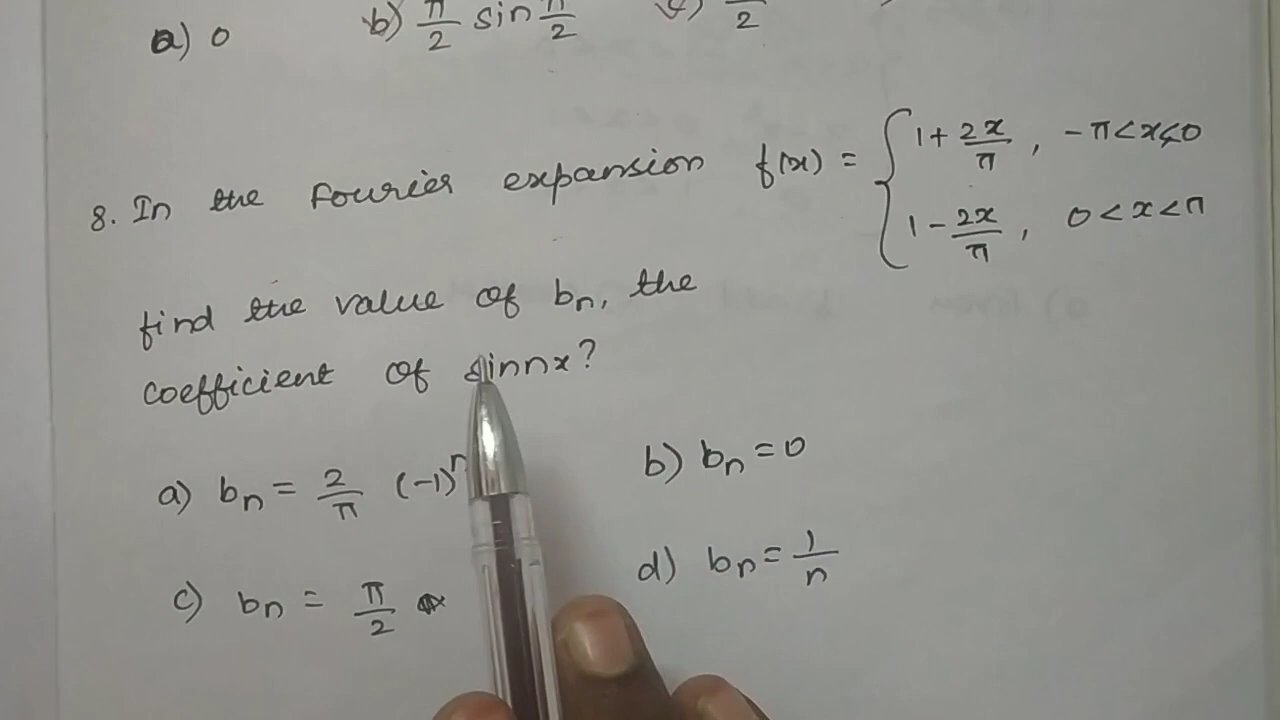 a) 0 b) π/2 sin π/2 c) /2
8. In the Fourier expansion f(x) = { 1 + 2x/π , -π<x<0
1 - 2x/π , 0<x<π
find the value of bn, the
coefficient of sinnx?
a) bn = 2/π (-1)^n b) bn = 0
c) bn = π/2 d) bn = 1/n